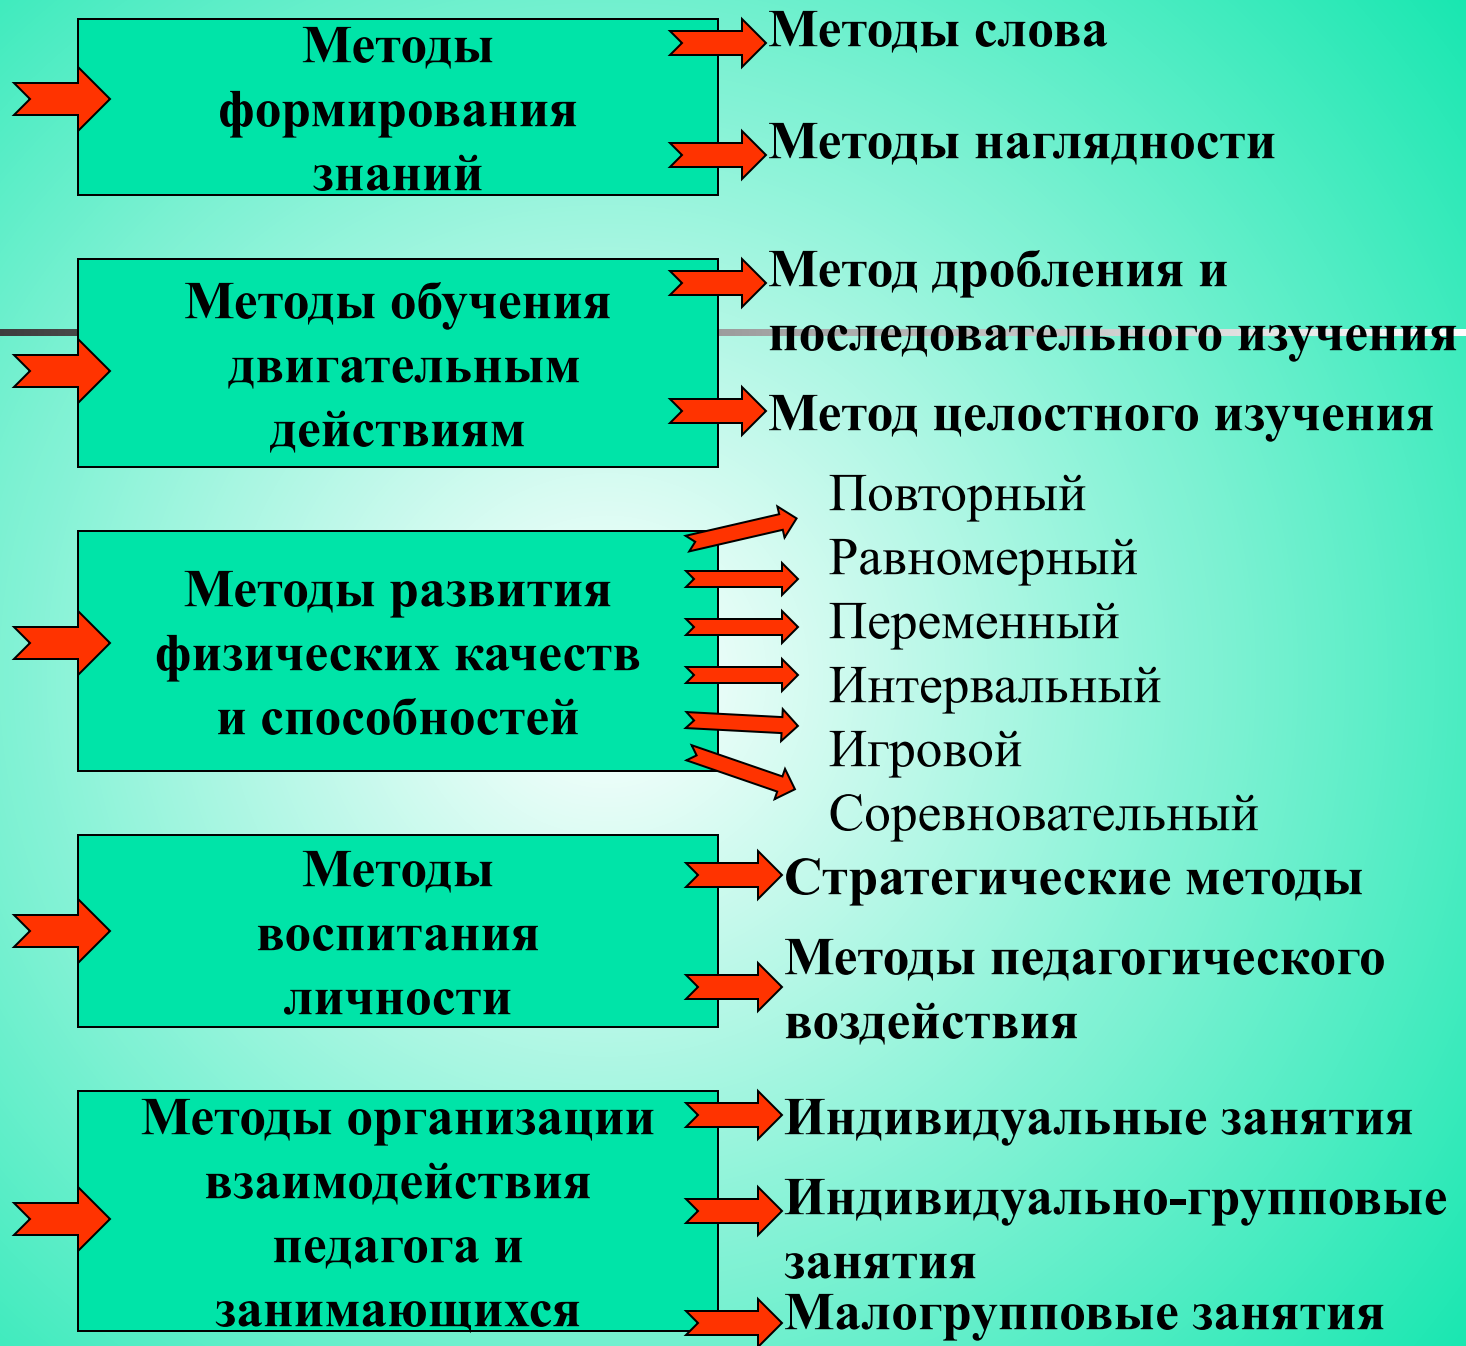 Методы
формирования
знаний
Методы слова
Методы наглядности
Методы обучения
двигательным
действиям
Метод дробления и
последовательного изучения
Метод целостного изучения
Методы развития
физических качеств
и способностей
Повторный
Равномерный
Переменный
Интервальный
Игровой
Соревновательный
Методы
воспитания
личности
Стратегические методы
Методы педагогического
воздействия
Методы организации
взаимодействия
педагога и
занимающихся
Индивидуальные занятия
Индивидуально-групповые
занятия
Малогрупповые занятия